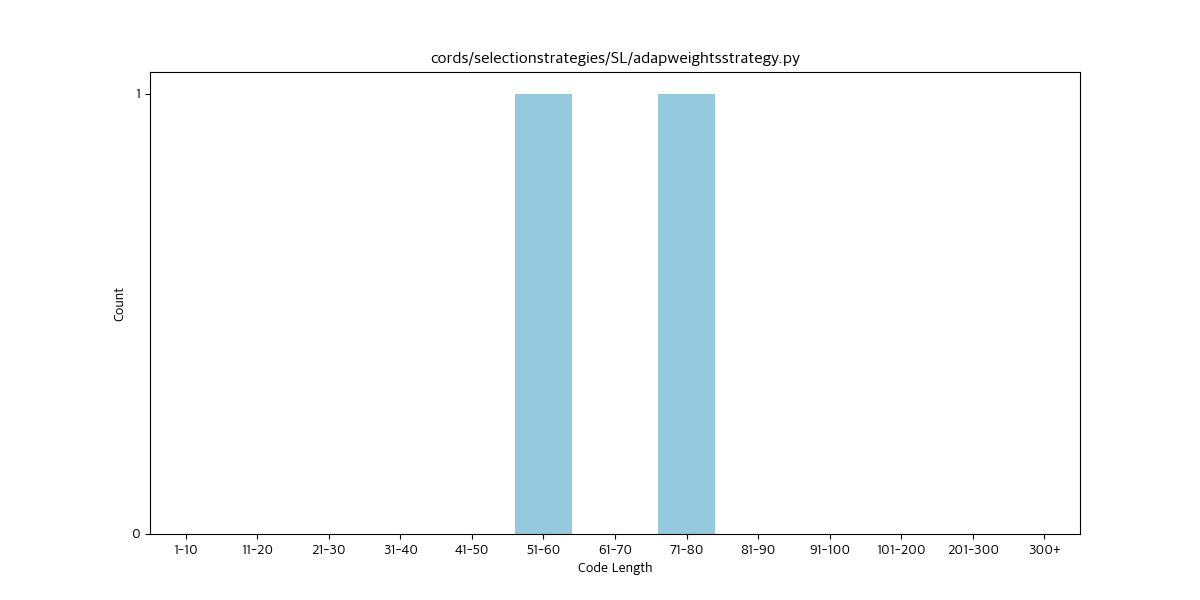 cords/selectionstrategies/SL/adapweightsstrategy.py
1
0
Count
1-10 11-20 21-30 31-40 41-50 51-60 61-70 71-80 81-90 91-100 101-200 201-300 300+
Code Length